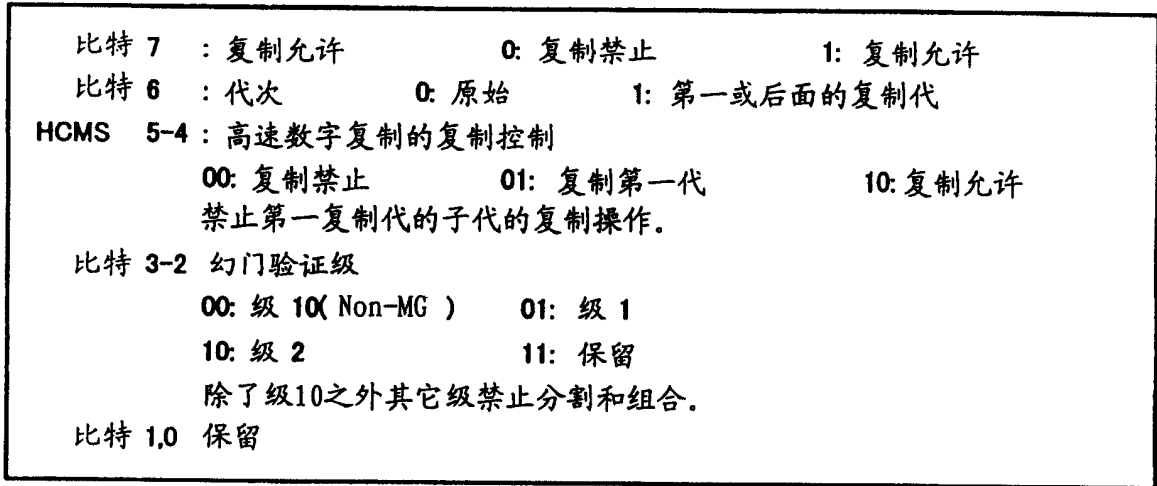 比特 7 : 复制允许 0: 复制禁止 1: 复制允许
比特 6 : 代次 0: 原始 1: 第一或后面的复制代
HCMS 5-4 : 高速数字复制的复制控制
00: 复制禁止 01: 复制第一代 10: 复制允许
禁止第一复制代的子代的复制操作.
比特 3-2 幻门验证级
00: 级 10( Non-MG ) 01: 级 1
10: 级 2 11: 保留
除了级10之外其它级禁止分割和组合.
比特 1,0 保留